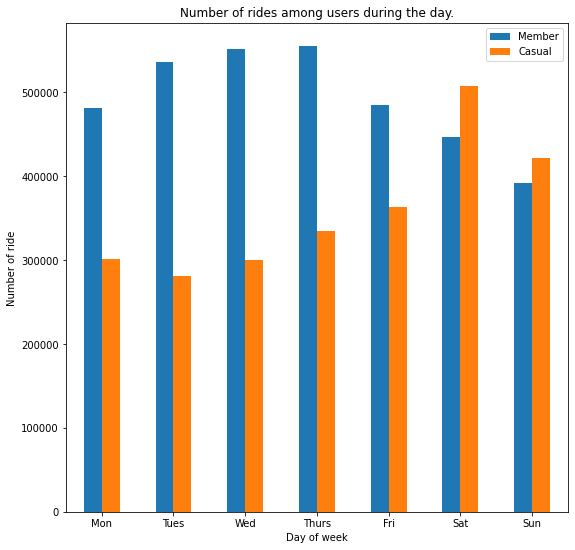 Number of rides among users during the day.
Member
Casual
Number of ride
500000
400000
300000
200000
100000
0
Mon Tues Wed Thurs Fri Sat Sun
Day of week